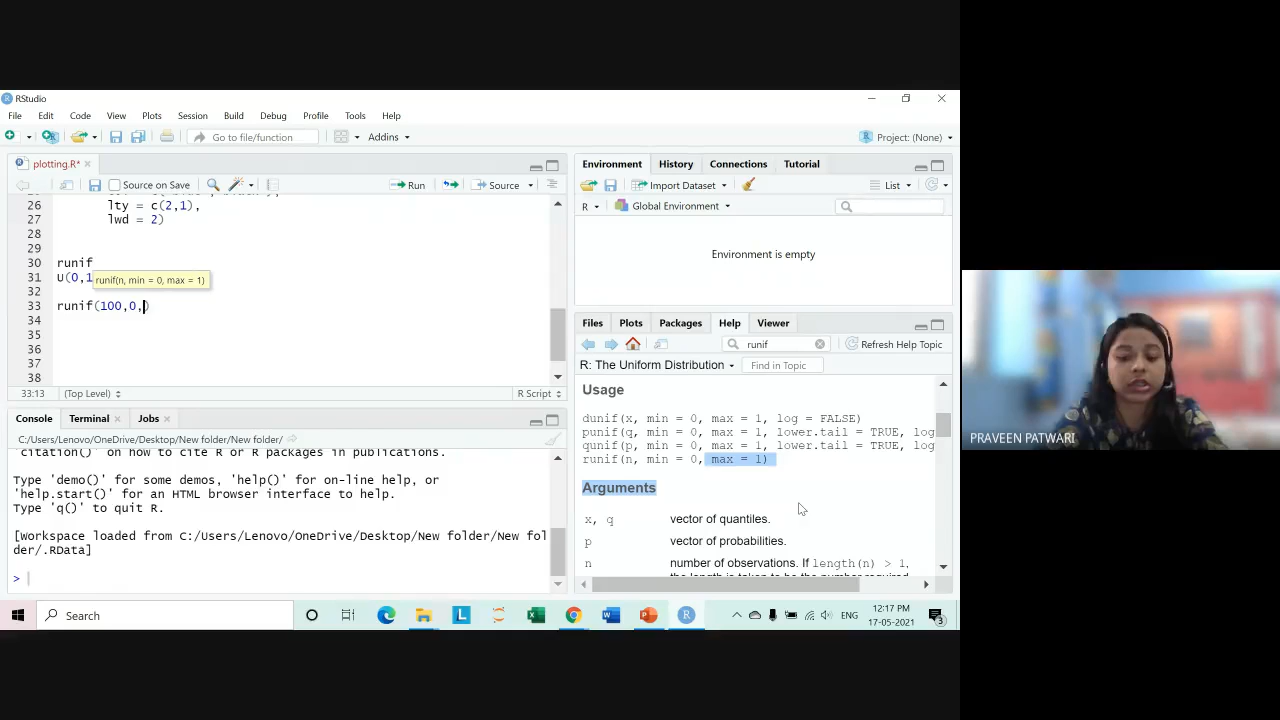 RStudio
File Edit Code View Plots Session Build Debug Profile Tools Help
Go to file/function Addins Project: (None)
plotting.R*
Source on Save Run Source
26 lty = c(2,1),
27 lwd = 2)
28
29
30 runif
31 U(0,1
runif(n, min = 0, max = 1)
32
33 runif(100,0,)
34
35
36
37
38
33:13 (Top Level) R Script
Console Terminal Jobs
C:/Users/Lenovo/OneDrive/Desktop/New folder/New folder/
'citation()' on how to cite R or R packages in publications.
Type 'demo()' for some demos, 'help()' for on-line help, or
'help.start()' for an HTML browser interface to help.
Type 'q()' to quit R.
[Workspace loaded from C:/Users/Lenovo/OneDrive/Desktop/New folder/New fol
der/.RData]
>
Environment History Connections Tutorial
Import Dataset List
R Global Environment
Environment is empty
Files Plots Packages Help Viewer
runif Refresh Help Topic
R: The Uniform Distribution Find in Topic
Usage
dunif(x, min = 0, max = 1, log = FALSE)
punif(q, min = 0, max = 1, lower.tail = TRUE, log
qunif(p, min = 0, max = 1, lower.tail = TRUE, log
runif(n, min = 0, max = 1)
Arguments
x, q vector of quantiles.
p vector of probabilities.
n number of observations. If length(n) > 1,
the length is taken to be the number required
PRAVEEN PATWARI
Search
ENG
12:17 PM
17-05-2021
3